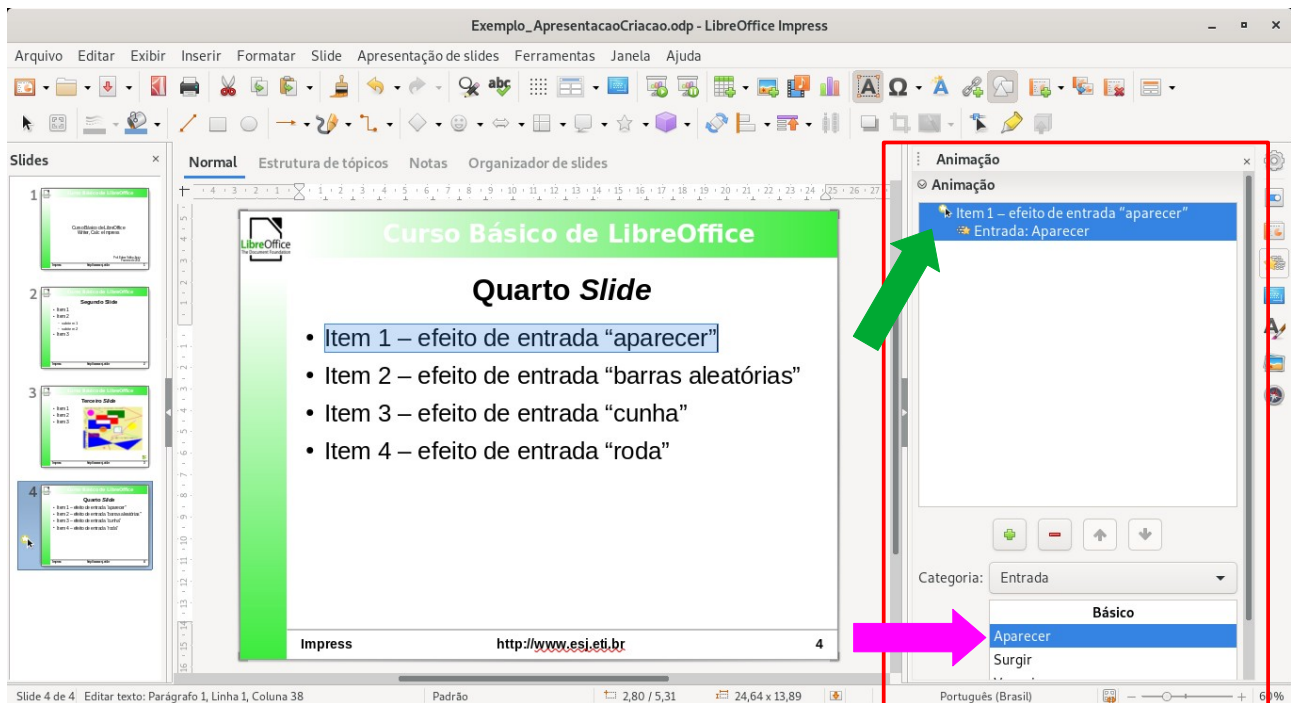 Exemplo_ApresentacaoCriacao.odp - LibreOffice Impress
Arquivo Editar Exibir Inserir Formatar Slide Apresentação de slides Ferramentas Janela Ajuda
Slides
Normal Estrutura de tópicos Notas Organizador de slides
1
2
Segundo Slide
3
Terceiro Slide
4
Quarto Slide
LibreOffice
The Document Foundation
Curso Básico de LibreOffice
Quarto Slide
• Item 1 – efeito de entrada “aparecer”
• Item 2 – efeito de entrada “barras aleatórias”
• Item 3 – efeito de entrada “cunha”
• Item 4 – efeito de entrada “roda”
Impress http://www.esj.eti.br 4
Animação
Animação
Item 1 – efeito de entrada “aparecer”
Entrada: Aparecer
Categoria: Entrada
Básico
Aparecer
Surgir
Slide 4 de 4 Editar texto: Parágrafo 1, Linha 1, Coluna 38 Padrão 2,80 / 5,31 24,64 x 13,89 Português (Brasil)